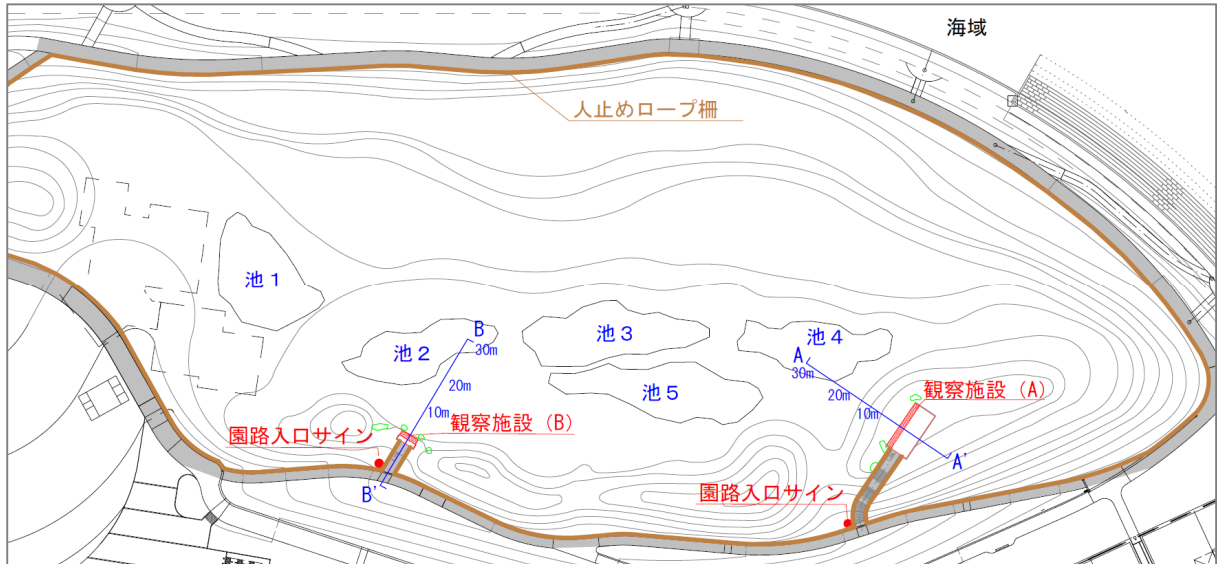 海域
人止めロープ柵
池１
B
池３
池４
30m
A
池２
30m
20m
20m
池５
10m
10m
観察施設（A）
観察施設（B）
園路入口サイン
A'
B'
園路入口サイン